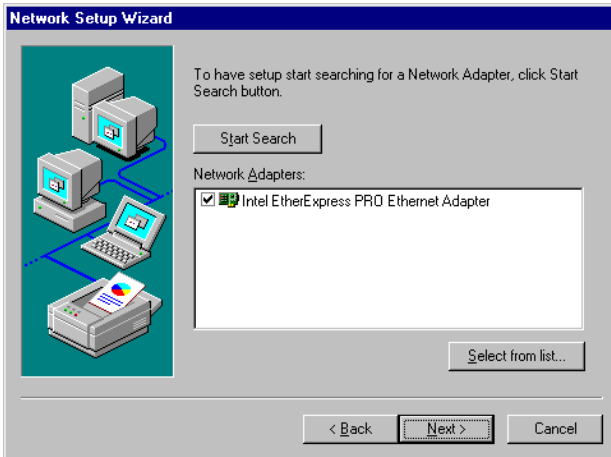 Network Setup Wizard
To have setup start searching for a Network Adapter, click Start
Search button.
Start Search
Network Adapters:
Intel EtherExpress PRO Ethernet Adapter
Select from list...
< Back
Next >
Cancel